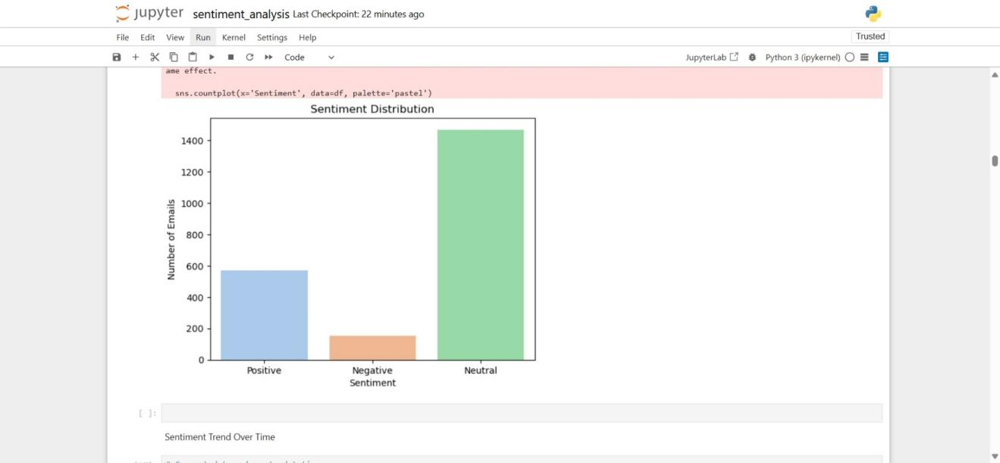 jupyter sentiment_analysis Last Checkpoint: 22 minutes ago
File Edit View Run Kernel Settings Help
Trusted
Code
JupyterLab Python 3 (ipykernel)
ame effect.
sns.countplot(x='Sentiment', data=df, palette='pastel')
Sentiment Distribution
Number of Emails
1400
1200
1000
800
600
400
200
0
Positive Negative Neutral
Sentiment
[ ]:
Sentiment Trend Over Time